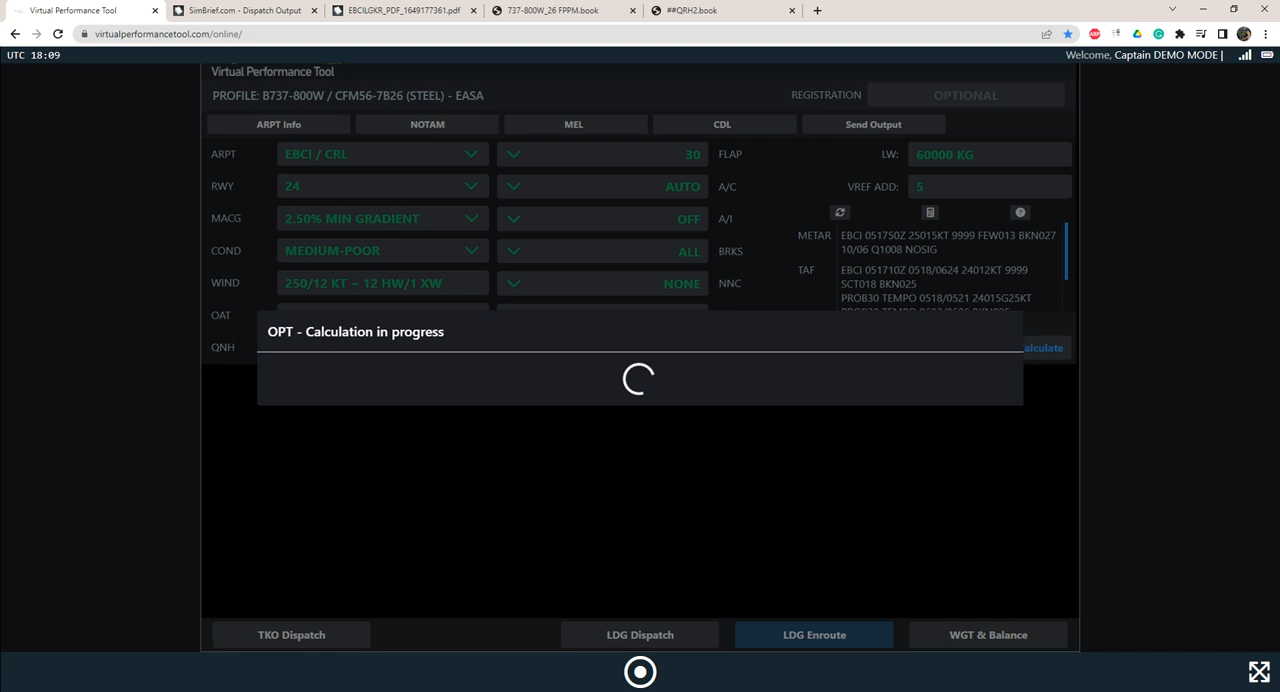 Virtual Performance Tool
SimBrief.com - Dispatch Output
EBCILGKR_PDF_1649177361.pdf
737-800W_26 FPPM.book
##QRH2.book
virtualperformancetool.com/online/
UTC 18:09
Welcome, Captain DEMO MODE |
Virtual Performance Tool
PROFILE: B737-800W / CFM56-7B26 (STEEL) - EASA
REGISTRATION
OPTIONAL
ARPT Info
NOTAM
MEL
CDL
Send Output
ARPT
EBCI / CRL
30
FLAP
LW:
60000 KG
RWY
24
AUTO
A/C
VREF ADD:
5
MACG
2.50% MIN GRADIENT
OFF
A/I
COND
MEDIUM-POOR
ALL
BRKS
METAR
EBCI 051750Z 25015KT 9999 FEW013 BKN027
10/06 Q1008 NOSIG
WIND
250/12 KT ~ 12 HW/1 XW
NONE
NNC
TAF
EBCI 051710Z 0518/0624 24012KT 9999
SCT018 BKN025
PROB30 TEMPO 0518/0521 24015G25KT
OAT
QNH
alculate
OPT - Calculation in progress
TKO Dispatch
LDG Dispatch
LDG Enroute
WGT & Balance